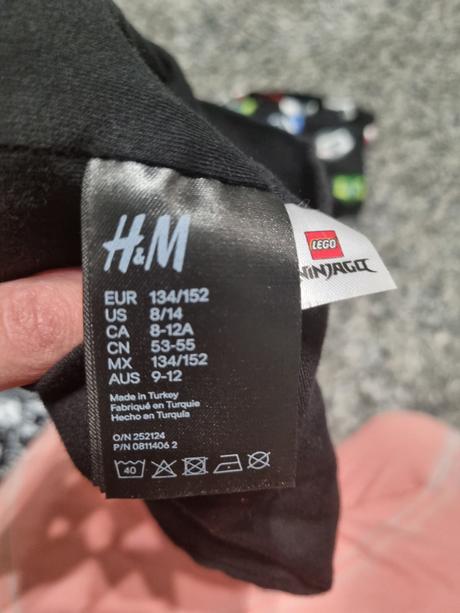 H&M
EUR 134/152
US 8/14
CA 8-12A
CN 53-55
MX 134/152
AUS 9-12
Made in Turkey
Fabriqué en Turquie
Hecho en Turquía
O/N 252124
P/N 0811406 2
40
LEGO
NINJAGO